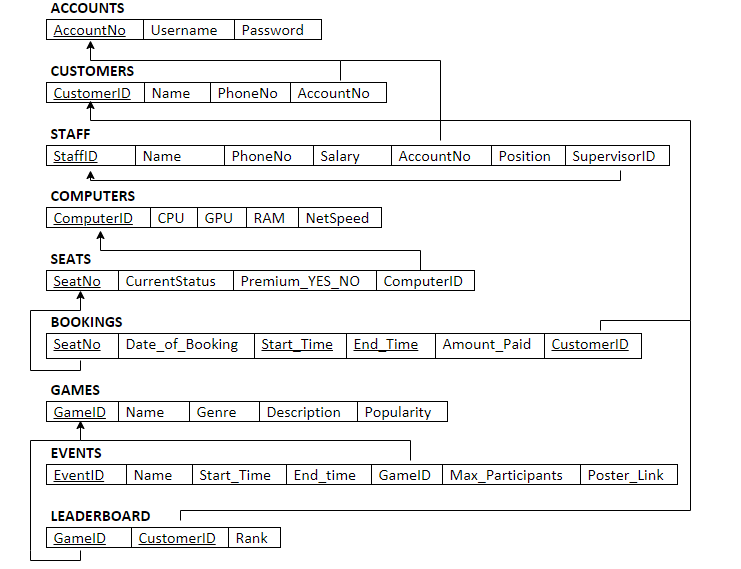 ACCOUNTS
AccountNo Username Password
CUSTOMERS
CustomerID Name PhoneNo AccountNo
STAFF
StaffID Name PhoneNo Salary AccountNo Position SupervisorID
COMPUTERS
ComputerID CPU GPU RAM NetSpeed
SEATS
SeatNo CurrentStatus Premium_YES_NO ComputerID
BOOKINGS
SeatNo Date_of_Booking Start_Time End_Time Amount_Paid CustomerID
GAMES
GameID Name Genre Description Popularity
EVENTS
EventID Name Start_Time End_time GameID Max_Participants Poster_Link
LEADERBOARD
GameID CustomerID Rank